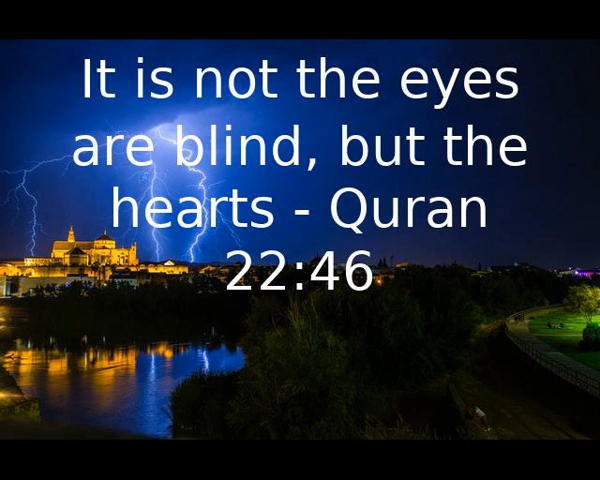 It is not the eyes
are blind, but the
hearts - Quran
22:46